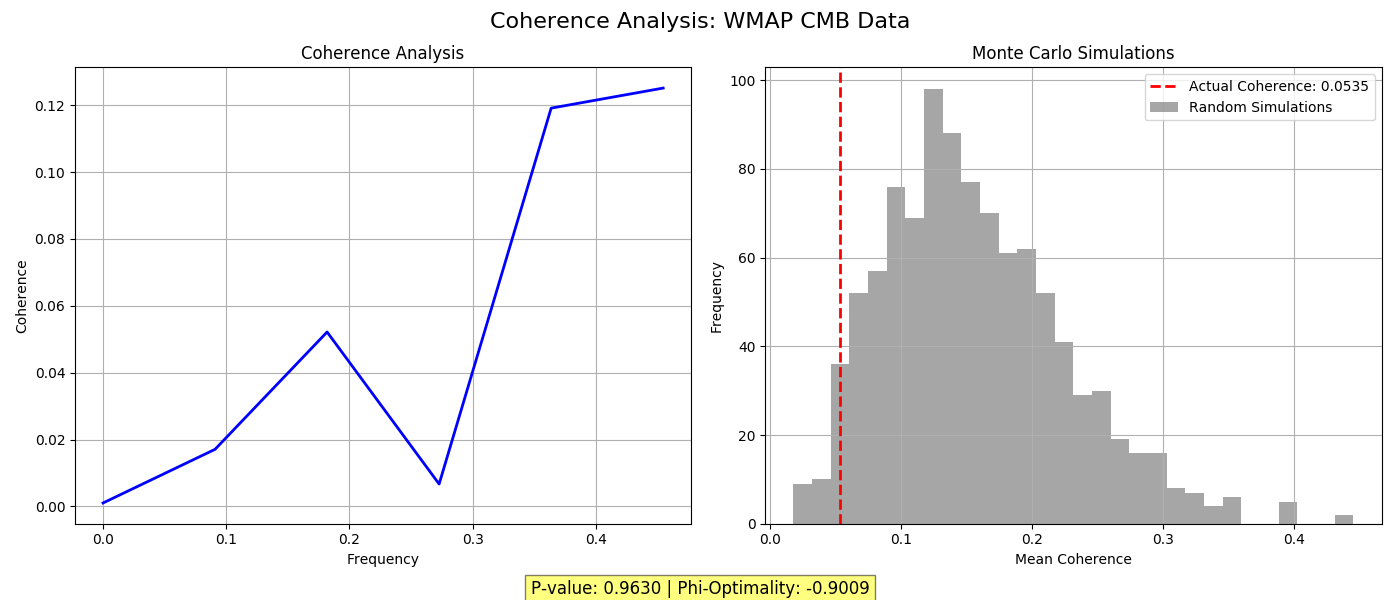 Coherence Analysis: WMAP CMB Data
Coherence Analysis
Coherence
0.12
0.10
0.08
0.06
0.04
0.02
0.00
0.0 0.1 0.2 0.3 0.4
Frequency
Monte Carlo Simulations
Frequency
100
80
60
40
20
0
Actual Coherence: 0.0535
Random Simulations
0.0 0.1 0.2 0.3 0.4
Mean Coherence
P-value: 0.9630 | Phi-Optimality: -0.9009